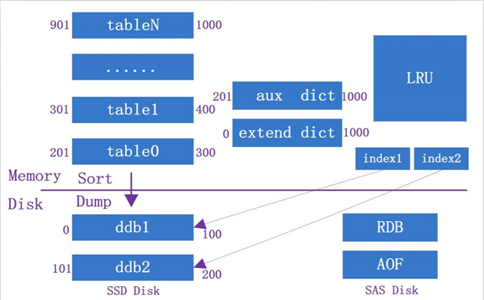 901 tableN 1000
......
LRU
201 aux dict 1000
301 table1 400
0 extend dict 1000
201 table0 300
index1 index2
Memory Sort
Disk Dump
0 ddb1 100
RDB
101 ddb2 200
AOF
SSD Disk
SAS Disk